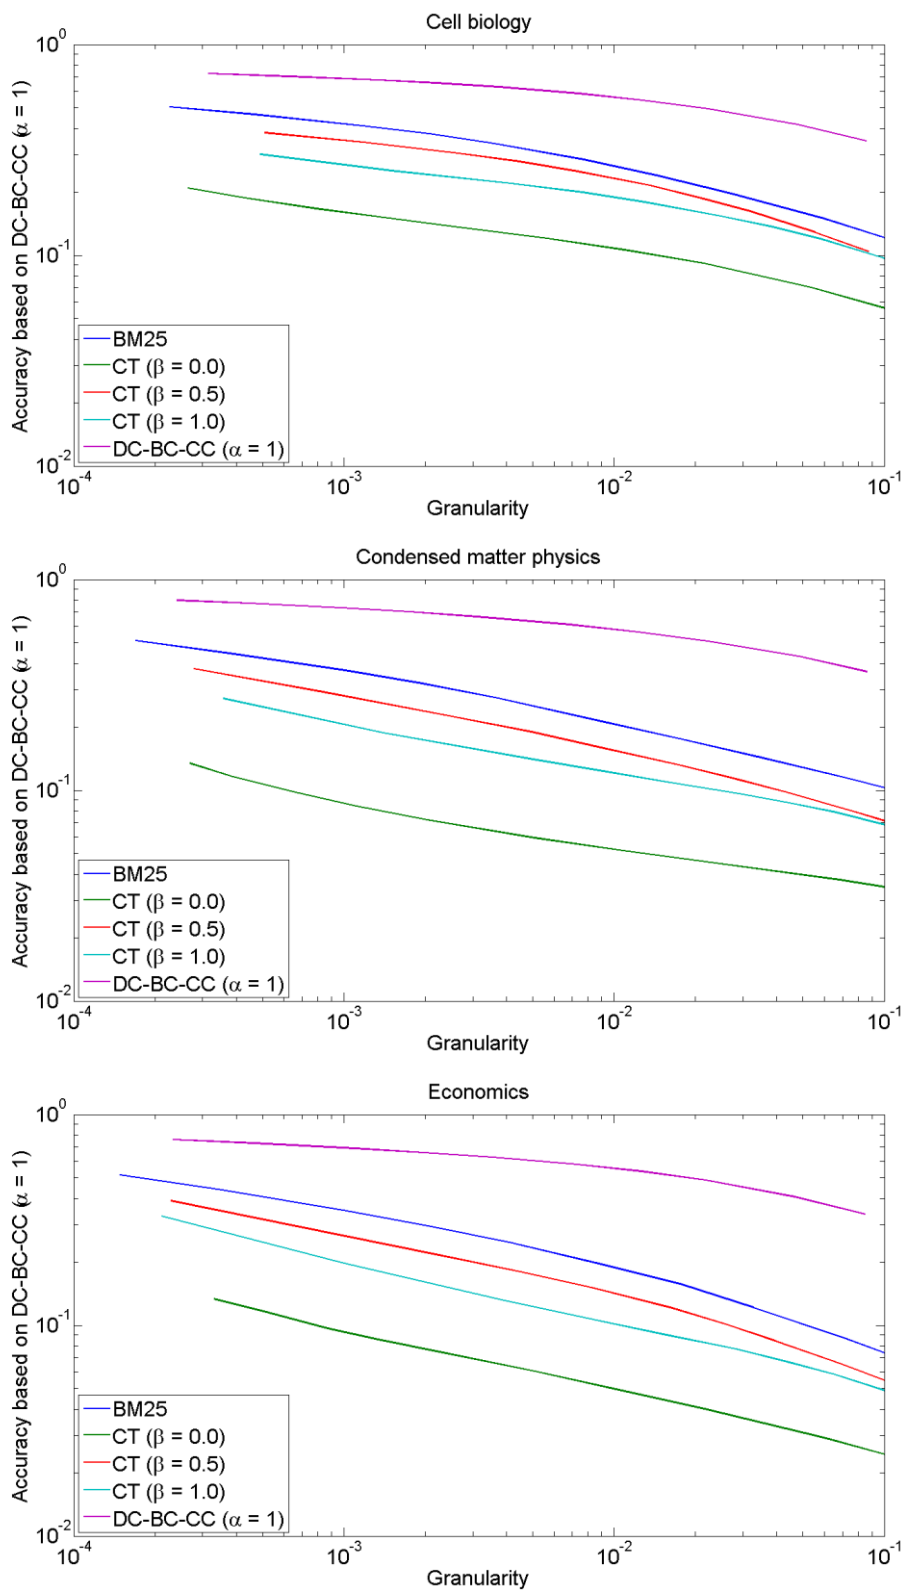 Cell biology
10^0
10^-1
10^-2
Accuracy based on DC-BC-CC (α = 1)
BM25
CT (β = 0.0)
CT (β = 0.5)
CT (β = 1.0)
DC-BC-CC (α = 1)
10^-4 10^-3 10^-2 10^-1
Granularity
Condensed matter physics
10^0
10^-1
10^-2
Accuracy based on DC-BC-CC (α = 1)
BM25
CT (β = 0.0)
CT (β = 0.5)
CT (β = 1.0)
DC-BC-CC (α = 1)
10^-4 10^-3 10^-2 10^-1
Granularity
Economics
10^0
10^-1
10^-2
Accuracy based on DC-BC-CC (α = 1)
BM25
CT (β = 0.0)
CT (β = 0.5)
CT (β = 1.0)
DC-BC-CC (α = 1)
10^-4 10^-3 10^-2 10^-1
Granularity